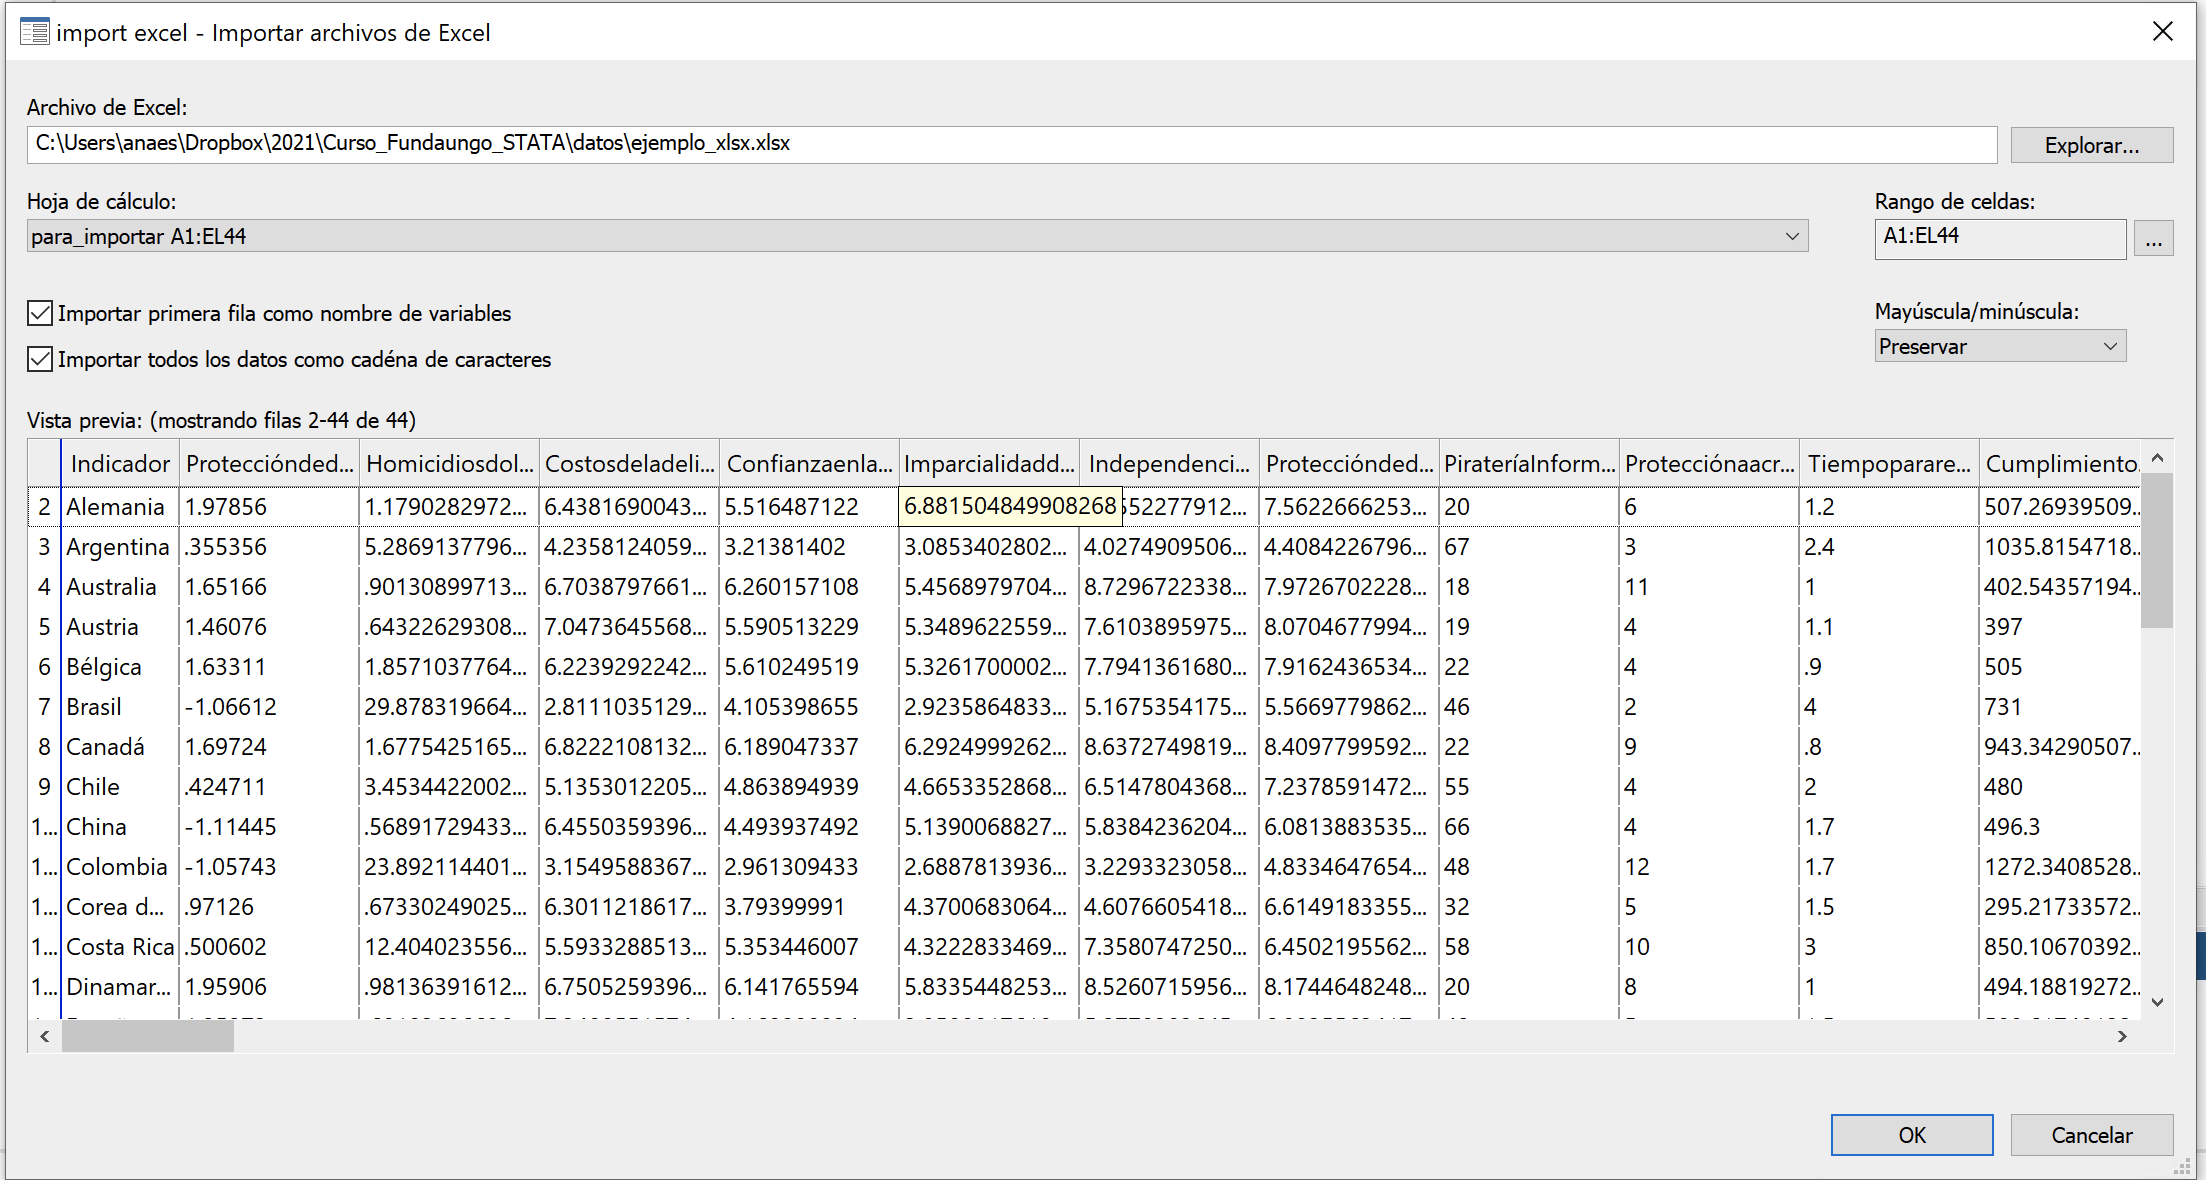 import excel - Importar archivos de Excel
Archivo de Excel:
C:\Users\anaes\Dropbox\2021\Curso_Fundaungo_STATA\datos\ejemplo_xlsx.xlsx
Explorar...
Hoja de cálculo:
Rango de celdas:
para_importar A1:EL44
A1:EL44
...
Importar primera fila como nombre de variables
Mayúscula/minúscula:
Importar todos los datos como cadéna de caracteres
Preservar
Vista previa: (mostrando filas 2-44 de 44)
Indicador Protecciónded... Homicidiosdol... Costosdeladeli... Confianzaenla... Imparcialidadd... Independenci... Protecciónded... PirateríaInform... Protecciónaacr... Tiempoparare... Cumplimiento.
2 Alemania 1.97856 1.1790282972... 6.4381690043... 5.516487122 6.881504849908268 552277912... 7.5622666253... 20 6 1.2 507.26939509..
3 Argentina .355356 5.2869137796... 4.2358124059... 3.21381402 3.0853402802... 4.0274909506... 4.4084226796... 67 3 2.4 1035.8154718..
4 Australia 1.65166 .90130899713... 6.7038797661... 6.260157108 5.4568979704... 8.7296722338... 7.9726702228... 18 11 1 402.54357194..
5 Austria 1.46076 .64322629308... 7.0473645568... 5.590513229 5.3489622559... 7.6103895975... 8.0704677994... 19 4 1.1 397
6 Bélgica 1.63311 1.8571037764... 6.2239292242... 5.610249519 5.3261700002... 7.7941361680... 7.9162436534... 22 4 .9 505
7 Brasil -1.06612 29.878319664... 2.8111035129... 4.105398655 2.9235864833... 5.1675354175... 5.5669779862... 46 2 4 731
8 Canadá 1.69724 1.6775425165... 6.8222108132... 6.189047337 6.2924999262... 8.6372749819... 8.4097799592... 22 9 .8 943.34290507..
9 Chile .424711 3.4534422002... 5.1353012205... 4.863894939 4.6653352868... 6.5147804368... 7.2378591472... 55 4 2 480
1... China -1.11445 .56891729433... 6.4550359396... 4.493937492 5.1390068827... 5.8384236204... 6.0813883535... 66 4 1.7 496.3
1... Colombia -1.05743 23.892114401... 3.1549588367... 2.961309433 2.6887813936... 3.2293323058... 4.8334647654... 48 12 1.7 1272.3408528..
1... Corea d... .97126 .67330249025... 6.3011218617... 3.79399991 4.3700683064... 4.6076605418... 6.6149183355... 32 5 1.5 295.21733572..
1... Costa Rica .500602 12.404023556... 5.5933288513... 5.353446007 4.3222833469... 7.3580747250... 6.4502195562... 58 10 3 850.10670392..
1... Dinamar... 1.95906 .98136391612... 6.7505259396... 6.141765594 5.8335448253... 8.5260715956... 8.1744648248... 20 8 1 494.18819272..
OK
Cancelar